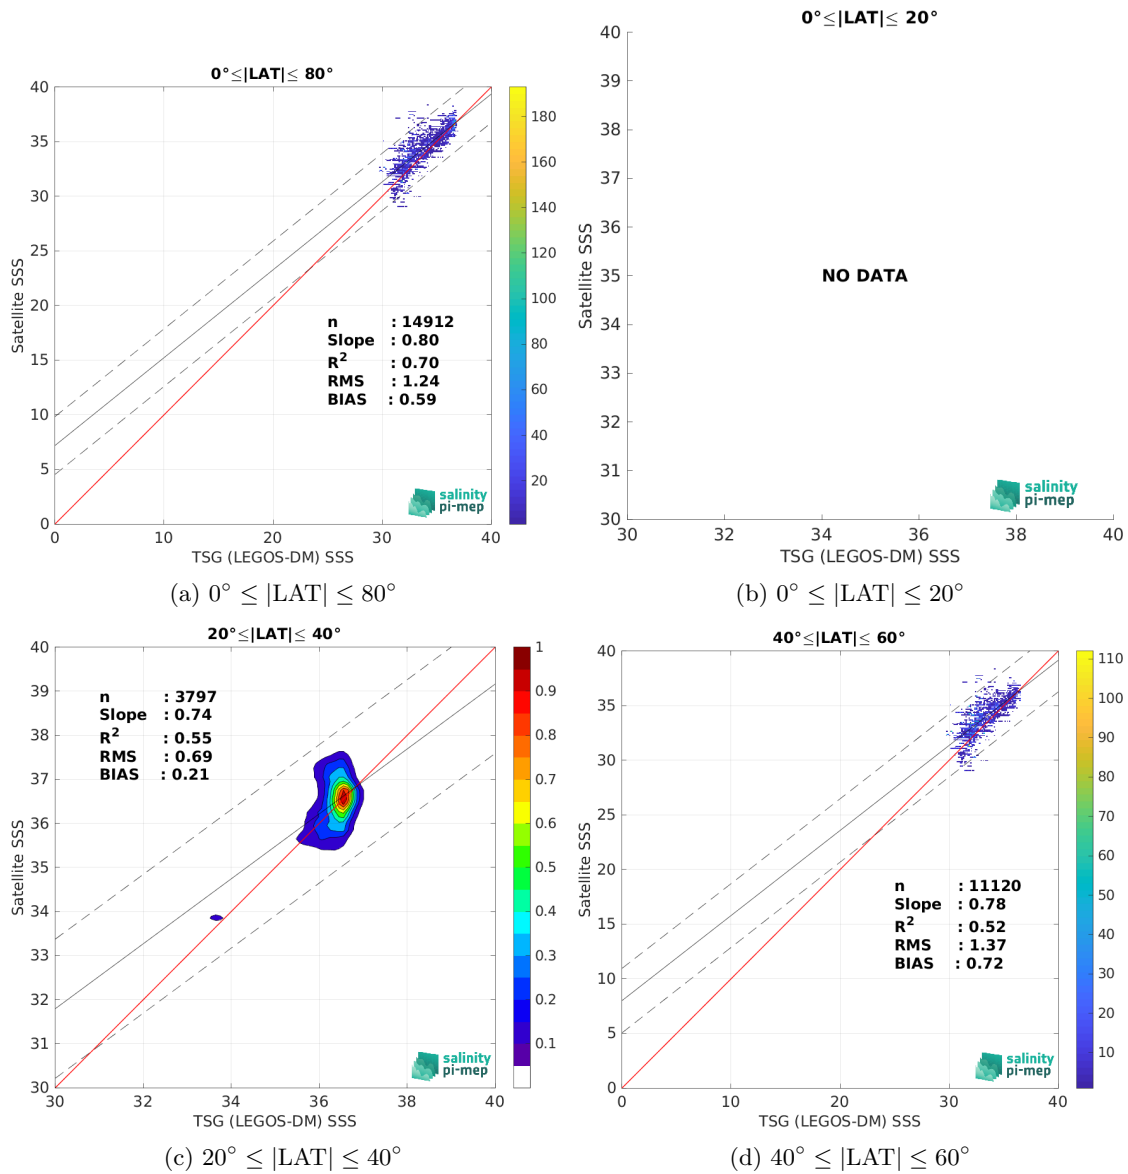 0°≤|LAT|≤ 80°
40
35
30
25
20
15
10
5
0
0
10
20
30
40
Satellite SSS
TSG (LEGOS-DM) SSS
n : 14912
Slope : 0.80
R² : 0.70
RMS : 1.24
BIAS : 0.59
salinity
pi-mep
180
160
140
120
100
80
60
40
20
(a) 0° ≤ |LAT| ≤ 80°
0°≤|LAT|≤ 20°
40
39
38
37
36
35
34
33
32
31
30
30
32
34
36
38
40
Satellite SSS
TSG (LEGOS-DM) SSS
NO DATA
salinity
pi-mep
(b) 0° ≤ |LAT| ≤ 20°
20°≤|LAT|≤ 40°
40
39
38
37
36
35
34
33
32
31
30
30
32
34
36
38
40
Satellite SSS
TSG (LEGOS-DM) SSS
n : 3797
Slope : 0.74
R² : 0.55
RMS : 0.69
BIAS : 0.21
salinity
pi-mep
1
0.9
0.8
0.7
0.6
0.5
0.4
0.3
0.2
0.1
(c) 20° ≤ |LAT| ≤ 40°
40°≤|LAT|≤ 60°
40
35
30
25
20
15
10
5
0
0
10
20
30
40
Satellite SSS
TSG (LEGOS-DM) SSS
n : 11120
Slope : 0.78
R² : 0.52
RMS : 1.37
BIAS : 0.72
salinity
pi-mep
110
100
90
80
70
60
50
40
30
20
10
(d) 40° ≤ |LAT| ≤ 60°